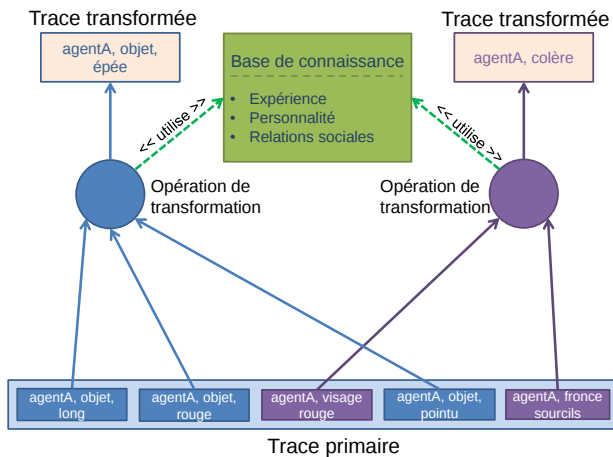 Trace transformée
Trace transformée
agentA, objet,
épée
Base de connaissance
• Expérience
• Personnalité
• Relations sociales
agentA, colère
<< utilise >>
<< utilise >>
Opération de
transformation
Opération de
transformation
agentA, objet,
long
agentA, objet,
rouge
agentA, visage
rouge
agentA, objet,
pointu
agentA, fronce
sourcils
Trace primaire